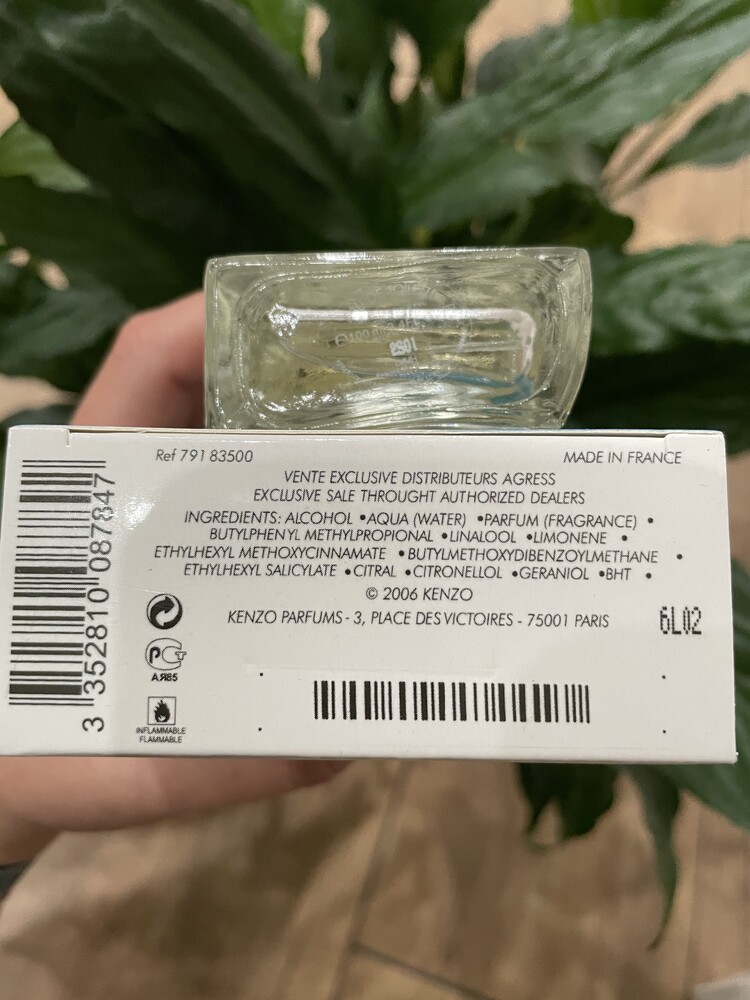 Ref 791 83500
MADE IN FRANCE
VENTE EXCLUSIVE DISTRIBUTEURS AGRESS
EXCLUSIVE SALE THROUGHT AUTHORIZED DEALERS
INGREDIENTS: ALCOHOL •AQUA (WATER) •PARFUM (FRAGRANCE) •
BUTYLPHENYL METHYLPROPIONAL •LINALOOL •LIMONENE •
ETHYLHEXYL METHOXYCINNAMATE •BUTYLMETHOXYDIBENZOYLMETHANE •
ETHYLHEXYL SALICYLATE •CITRAL •CITRONELLOL •GERANIOL •BHT •
© 2006 KENZO
KENZO PARFUMS - 3, PLACE DES VICTOIRES - 75001 PARIS
6L02
3 352810 087847
РСТ
АЯ85
INFLAMMABLE
FLAMMABLE